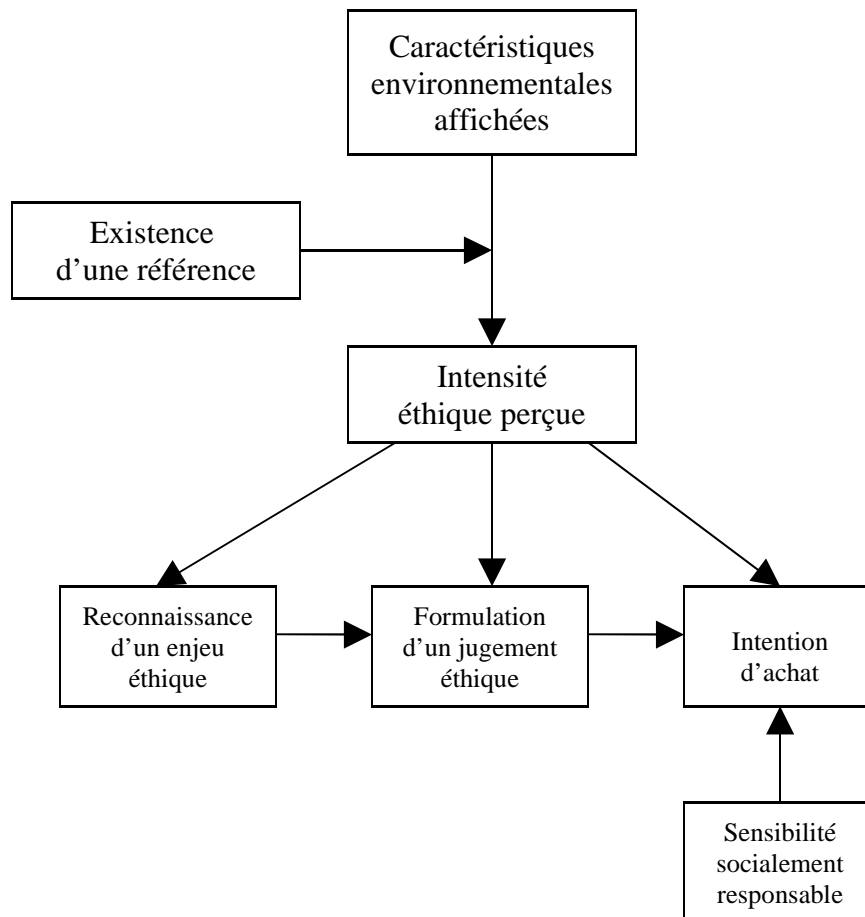 Caractéristiques
environnementales
affichées
Existence
d’une référence
Intensité
éthique perçue
Reconnaissance
d’un enjeu
éthique
Formulation
d’un jugement
éthique
Intention
d’achat
Sensibilité
socialement
responsable